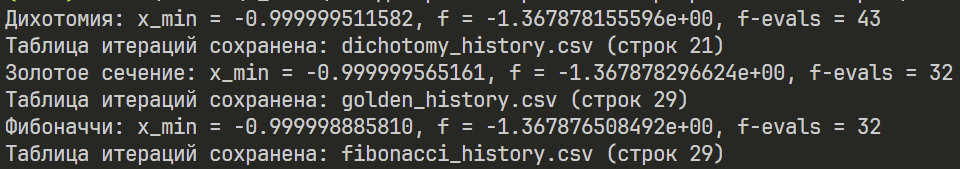 Дихотомия: x_min = -0.999999511582, f = -1.367878155596e+00, f-evals = 43
Таблица итераций сохранена: dichotomy_history.csv (строк 21)
Золотое сечение: x_min = -0.999999565161, f = -1.367878296624e+00, f-evals = 32
Таблица итераций сохранена: golden_history.csv (строк 29)
Фибоначчи: x_min = -0.999998885810, f = -1.367876508492e+00, f-evals = 32
Таблица итераций сохранена: fibonacci_history.csv (строк 29)